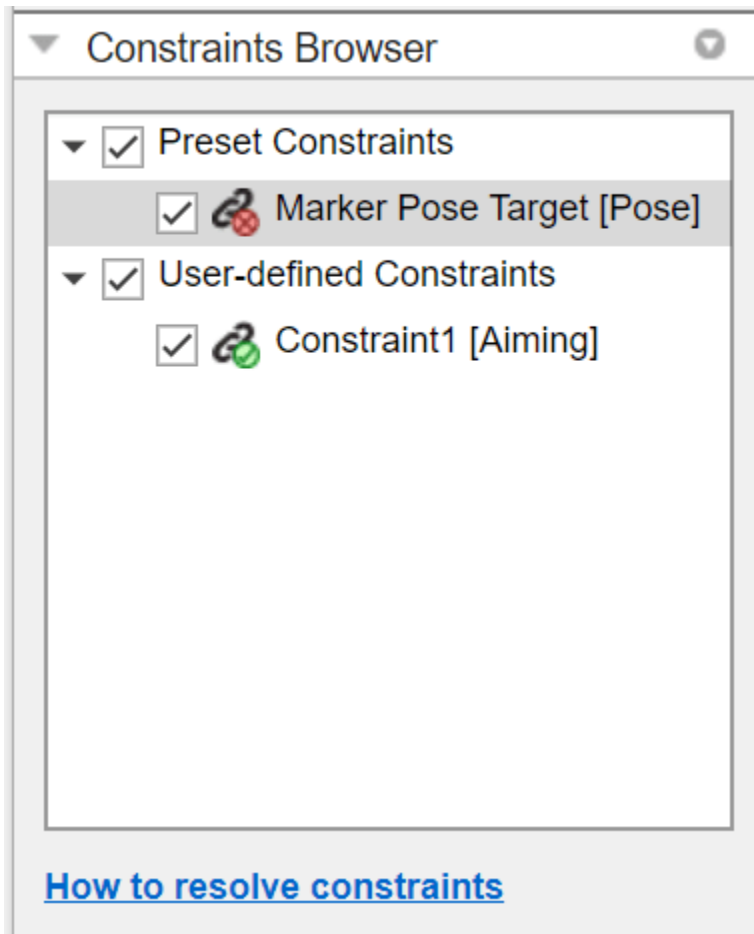 Constraints Browser
Preset Constraints
Marker Pose Target [Pose]
User-defined Constraints
Constraint1 [Aiming]
How to resolve constraints